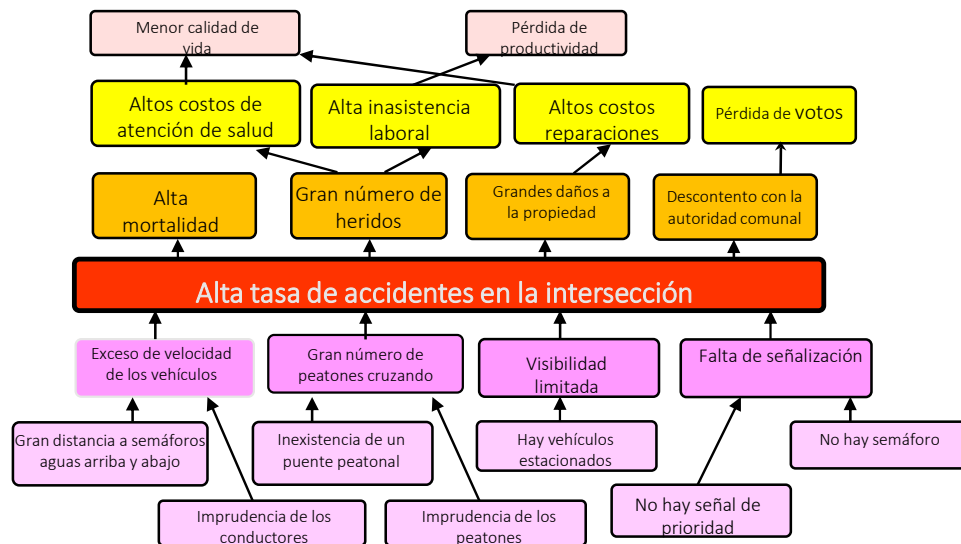 Menor calidad de
vida
Pérdida de
productividad
Altos costos de
atención de salud
Alta inasistencia
laboral
Altos costos
reparaciones
Pérdida de votos
Alta
mortalidad
Gran número de
heridos
Grandes daños a
la propiedad
Descontento con la
autoridad comunal
Alta tasa de accidentes en la intersección
Exceso de velocidad
de los vehículos
Gran número de
peatones cruzando
Visibilidad
limitada
Falta de señalización
Gran distancia a semáforos
aguas arriba y abajo
Inexistencia de un
puente peatonal
Hay vehículos
estacionados
No hay semáforo
Imprudencia de los
conductores
Imprudencia de los
peatones
No hay señal de
prioridad